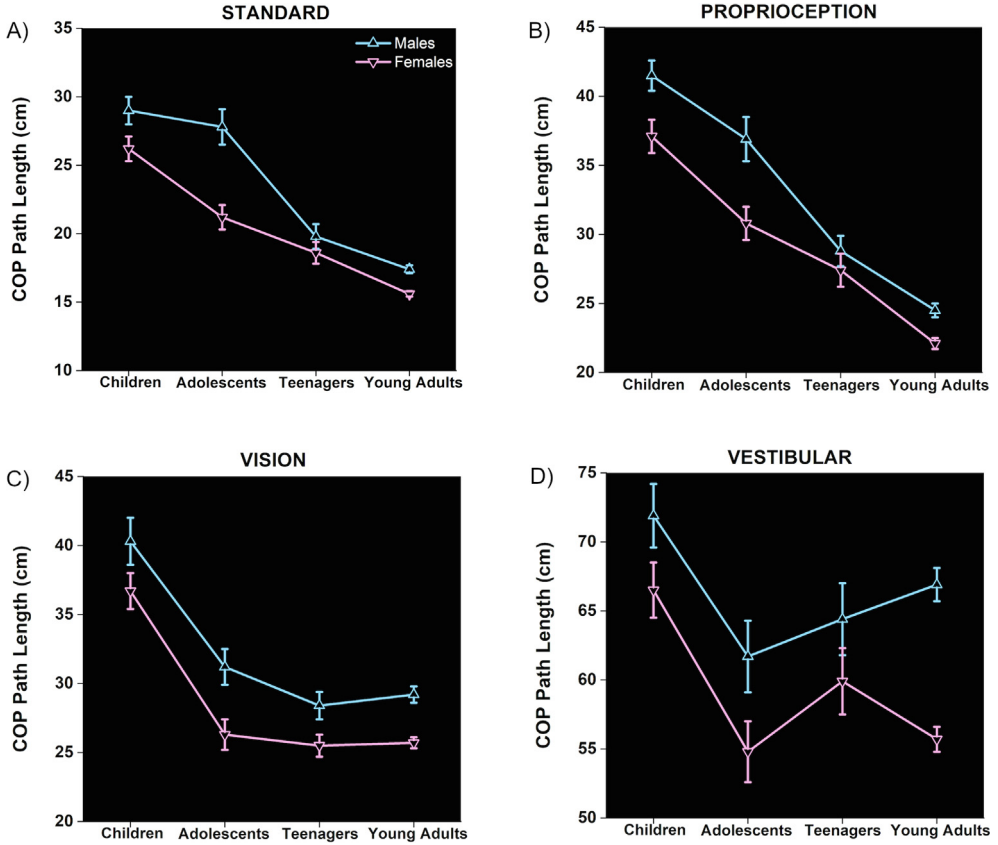 A)
STANDARD
COP Path Length (cm)
35
30
25
20
15
10
Males
Females
Children Adolescents Teenagers Young Adults
B)
PROPRIOCEPTION
COP Path Length (cm)
45
40
35
30
25
20
Children Adolescents Teenagers Young Adults
C)
VISION
COP Path Length (cm)
45
40
35
30
25
20
Children Adolescents Teenagers Young Adults
D)
VESTIBULAR
COP Path Length (cm)
75
70
65
60
55
50
Children Adolescents Teenagers Young Adults